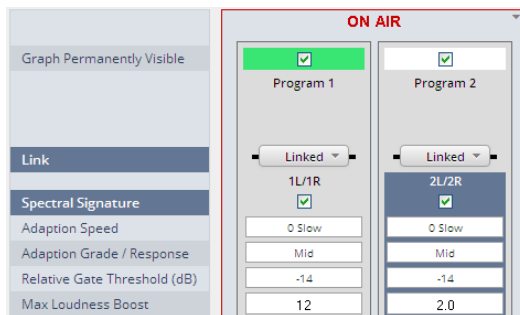 ON AIR
Graph Permanently Visible
Program 1 Program 2
Link Linked Linked
1L/1R 2L/2R
Spectral Signature
Adaption Speed 0 Slow 0 Slow
Adaption Grade / Response Mid Mid
Relative Gate Threshold (dB) -14 -14
Max Loudness Boost 12 2.0